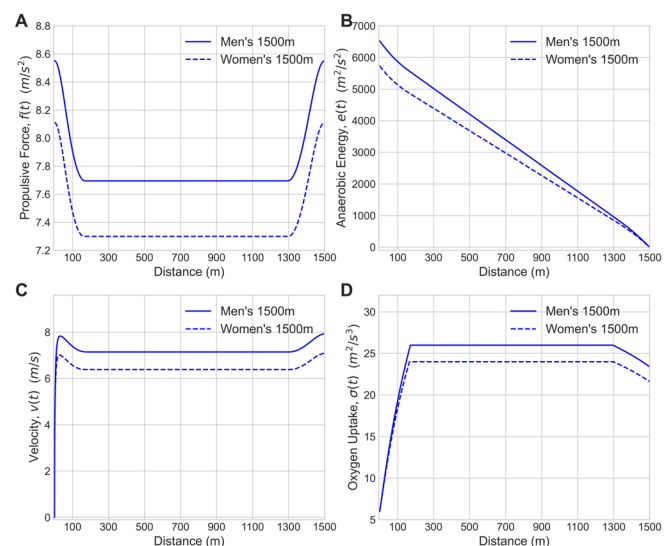 A
8.8
8.6
8.4
8.2
8.0
7.8
7.6
7.4
7.2
Propulsive Force, f(t) (m/s²)
Men's 1500m
Women's 1500m
100 300 500 700 900 1100 1300 1500
Distance (m)
B
7000
6000
5000
4000
3000
2000
1000
0
Anaerobic Energy, e(t) (m²/s²)
Men's 1500m
Women's 1500m
100 300 500 700 900 1100 1300 1500
Distance (m)
C
8
6
4
2
0
Velocity, v(t) (m/s)
Men's 1500m
Women's 1500m
100 300 500 700 900 1100 1300 1500
Distance (m)
D
30
25
20
15
10
5
Oxygen Uptake, σ(t) (m²/s³)
Men's 1500m
Women's 1500m
100 300 500 700 900 1100 1300 1500
Distance (m)